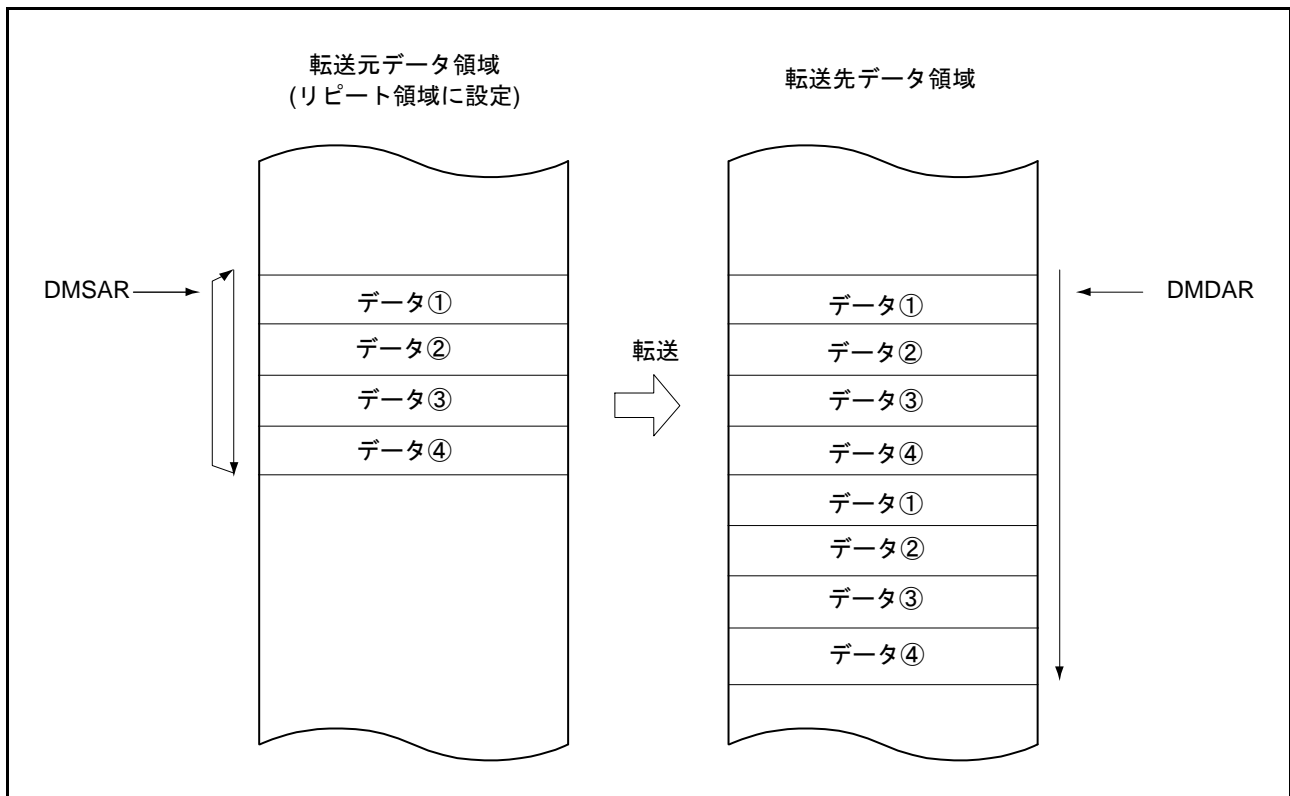 転送元データ領域
(リピート領域に設定)
転送先データ領域
DMSAR
データ①
データ②
データ③
データ④
転送
データ①
データ②
データ③
データ④
データ①
データ②
データ③
データ④
DMDAR